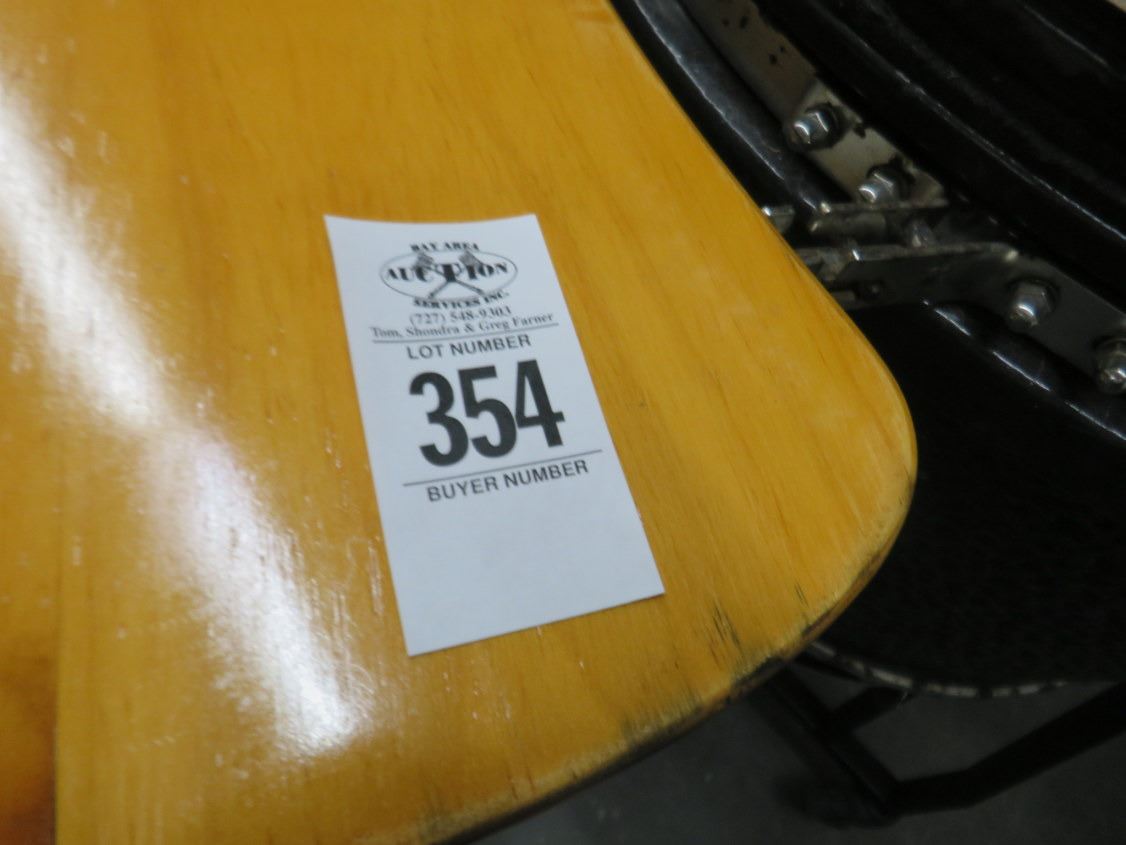 BAY AREA
AUCTION
SERVICES INC.
(727) 548-9303
Tom, Shondra & Greg Farner
LOT NUMBER
354
BUYER NUMBER